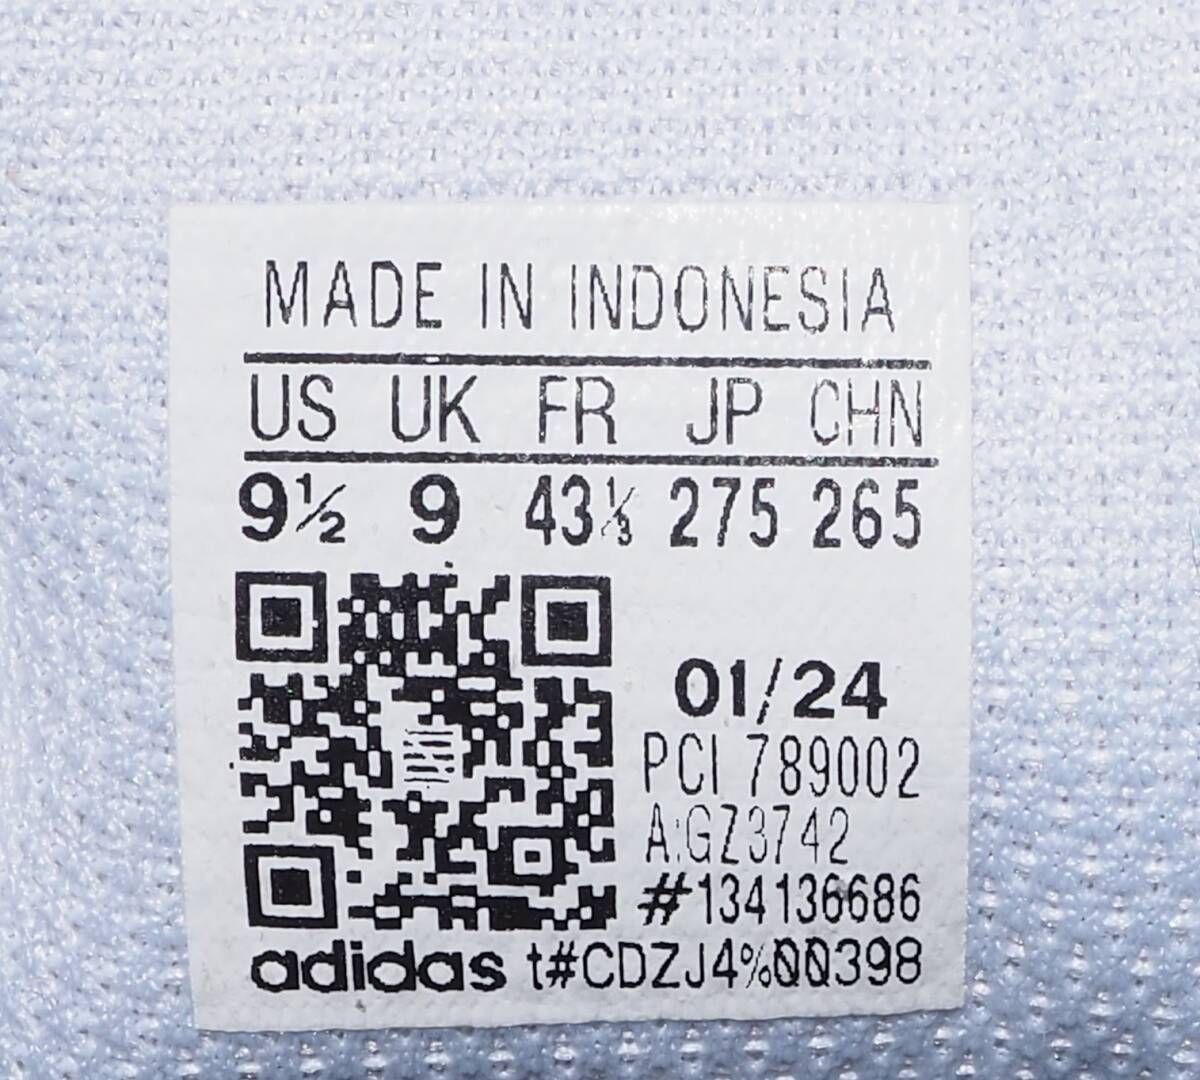 MADE IN INDONESIA
US UK FR JP CHN
9½ 9 43⅓ 275 265
01/24
PCI 789002
A:GZ3742
#134136686
adidas t#CDZJ4%00398